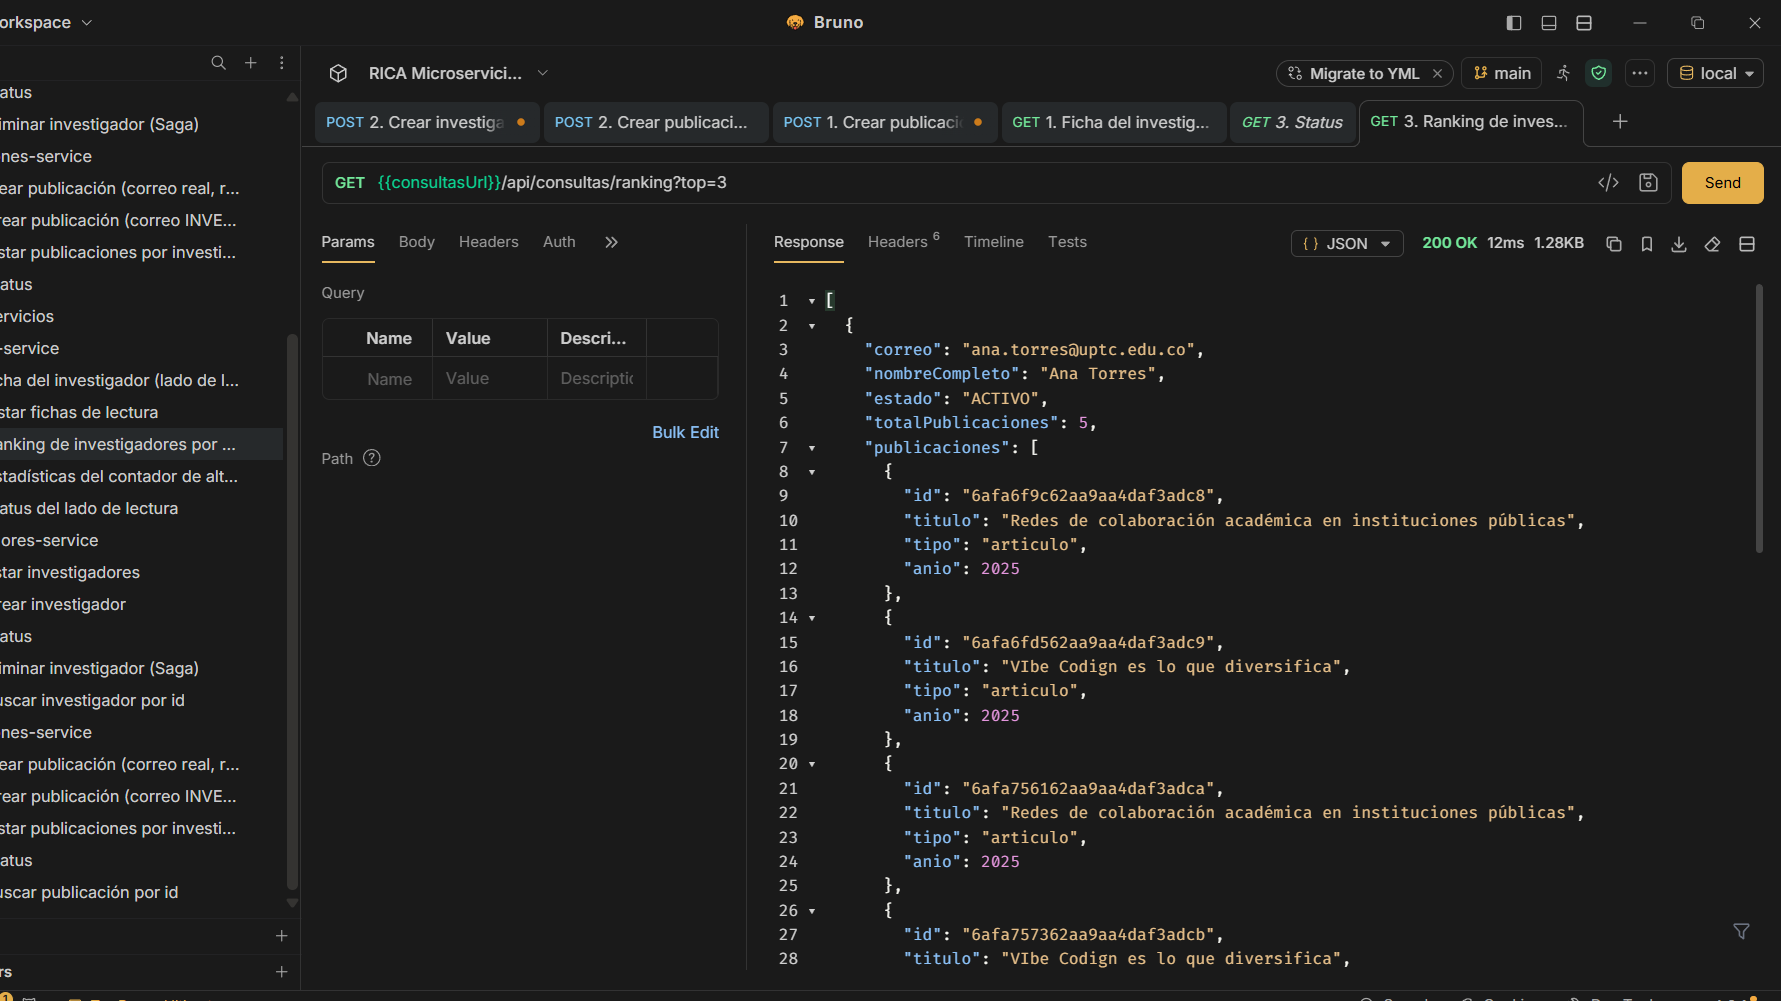 orkspace
Bruno
RICA Microservici...
Migrate to YML
main
local
POST 2. Crear investiga
POST 2. Crear publicaci...
POST 1. Crear publicaci
GET 1. Ficha del investig...
GET 3. Status
GET 3. Ranking de inves...
GET {{consultasUrl}}/api/consultas/ranking?top=3
Send
atus
iminar investigador (Saga)
nes-service
ear publicación (correo real, r...
rear publicación (correo INVE...
star publicaciones por investi...
atus
ervicios
-service
cha del investigador (lado de l...
star fichas de lectura
anking de investigadores por ...
stadísticas del contador de alt...
atus del lado de lectura
ores-service
star investigadores
rear investigador
atus
iminar investigador (Saga)
uscar investigador por id
nes-service
ear publicación (correo real, r...
rear publicación (correo INVE...
star publicaciones por investi...
atus
uscar publicación por id
rs
Params
Body
Headers
Auth
Query
Name Value Descri...
Name Value Descriptic
Bulk Edit
Path
Response
Headers 6
Timeline
Tests
{ } JSON
200 OK 12ms 1.28KB
1 [
2 {
3 "correo": "ana.torres@uptc.edu.co",
4 "nombreCompleto": "Ana Torres",
5 "estado": "ACTIVO",
6 "totalPublicaciones": 5,
7 "publicaciones": [
8 {
9 "id": "6afa6f9c62aa9aa4daf3adc8",
10 "titulo": "Redes de colaboración académica en instituciones públicas",
11 "tipo": "articulo",
12 "anio": 2025
13 },
14 {
15 "id": "6afa6fd562aa9aa4daf3adc9",
16 "titulo": "VIbe Codign es lo que diversifica",
17 "tipo": "articulo",
18 "anio": 2025
19 },
20 {
21 "id": "6afa756162aa9aa4daf3adca",
22 "titulo": "Redes de colaboración académica en instituciones públicas",
23 "tipo": "articulo",
24 "anio": 2025
25 },
26 {
27 "id": "6afa757362aa9aa4daf3adcb",
28 "titulo": "VIbe Codign es lo que diversifica",